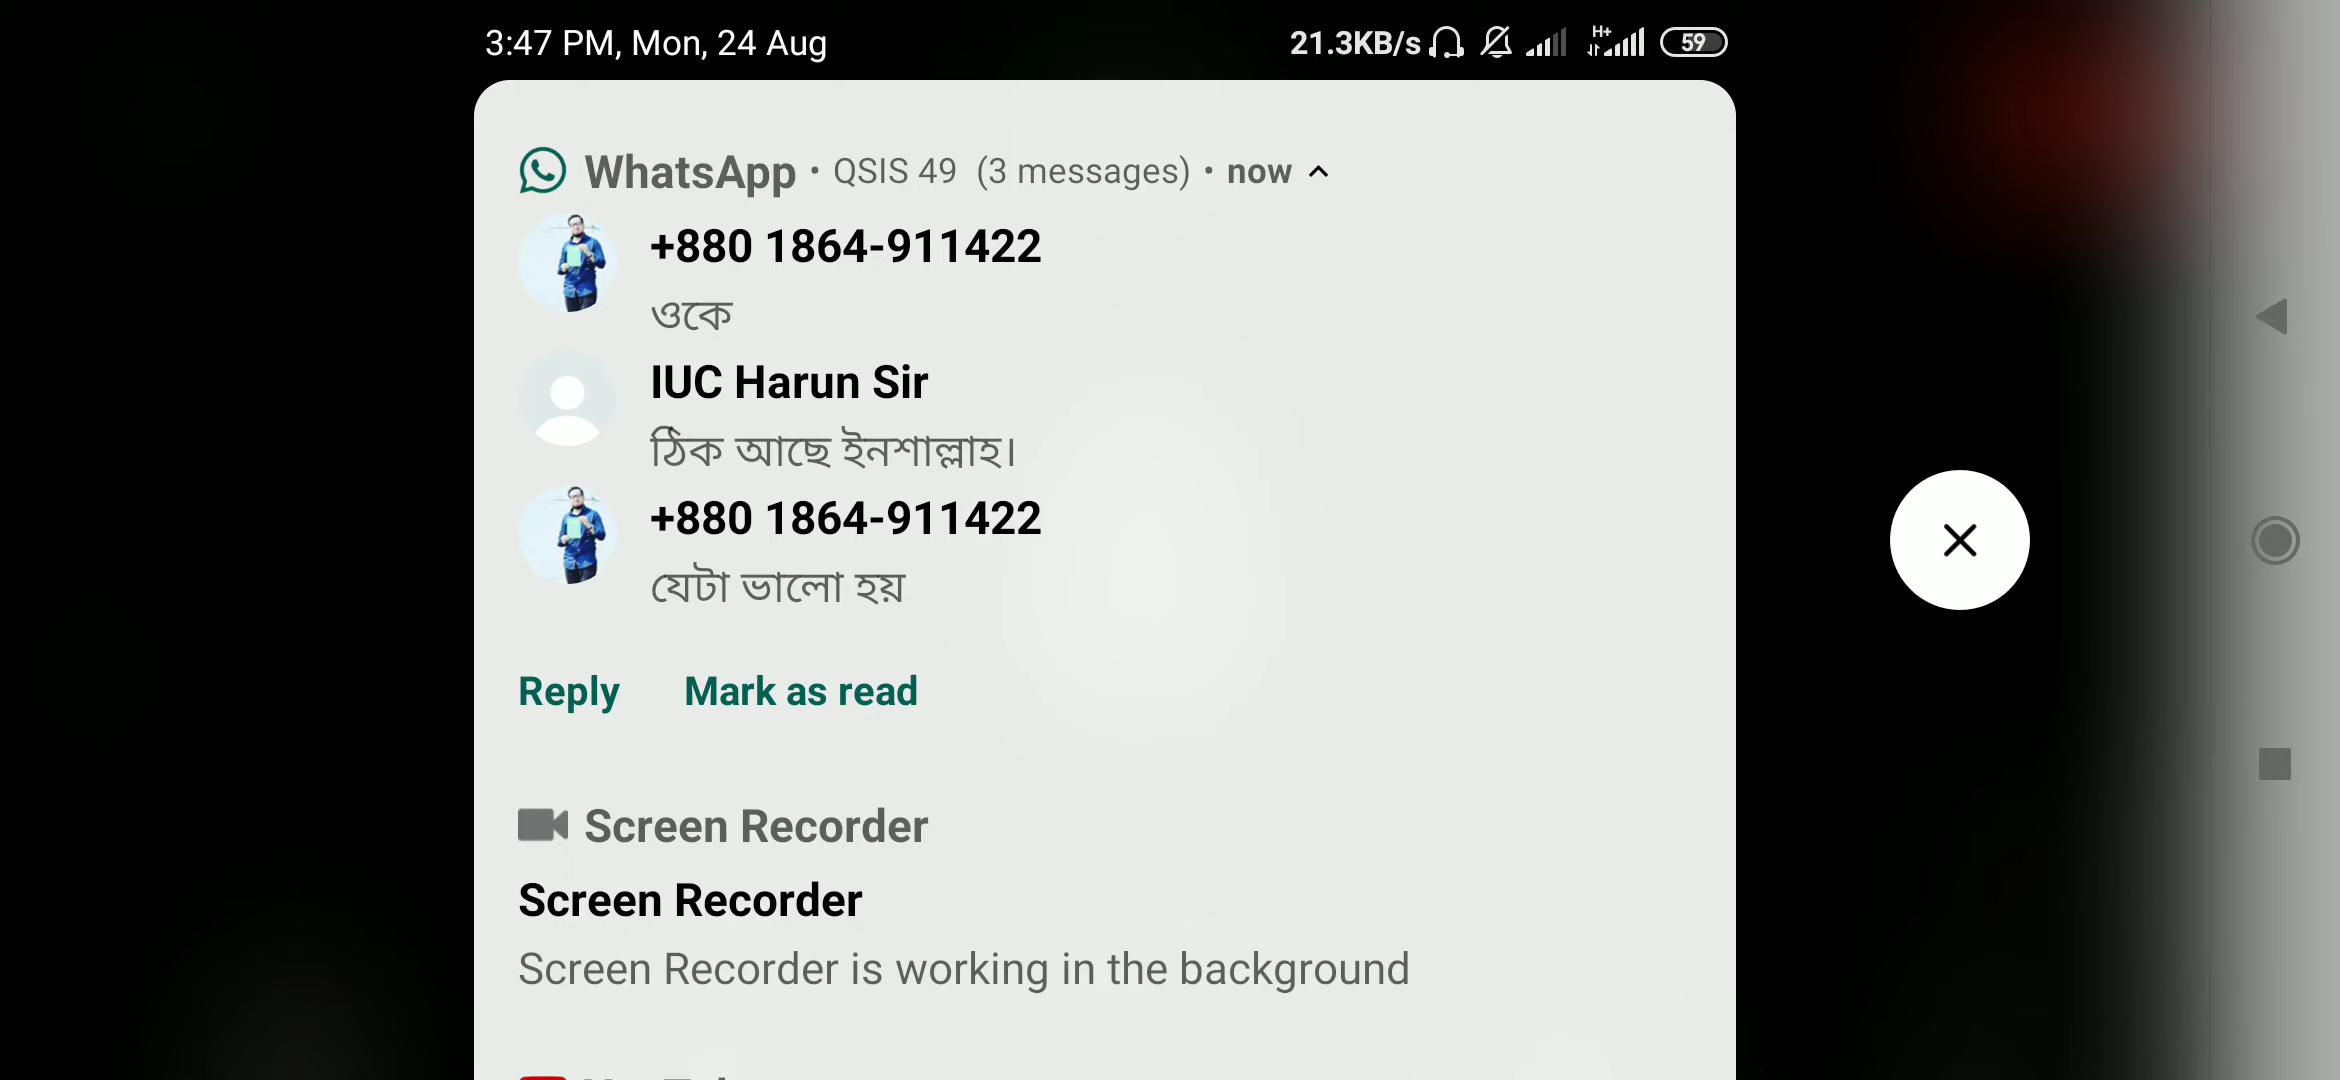 3:47 PM, Mon, 24 Aug 21.3KB/s H+ 59
WhatsApp • QSIS 49 (3 messages) • now
+880 1864-911422
ওকে
IUC Harun Sir
ঠিক আছে ইনশাল্লাহ।
+880 1864-911422
যেটা ভালো হয়
Reply Mark as read
Screen Recorder
Screen Recorder
Screen Recorder is working in the background